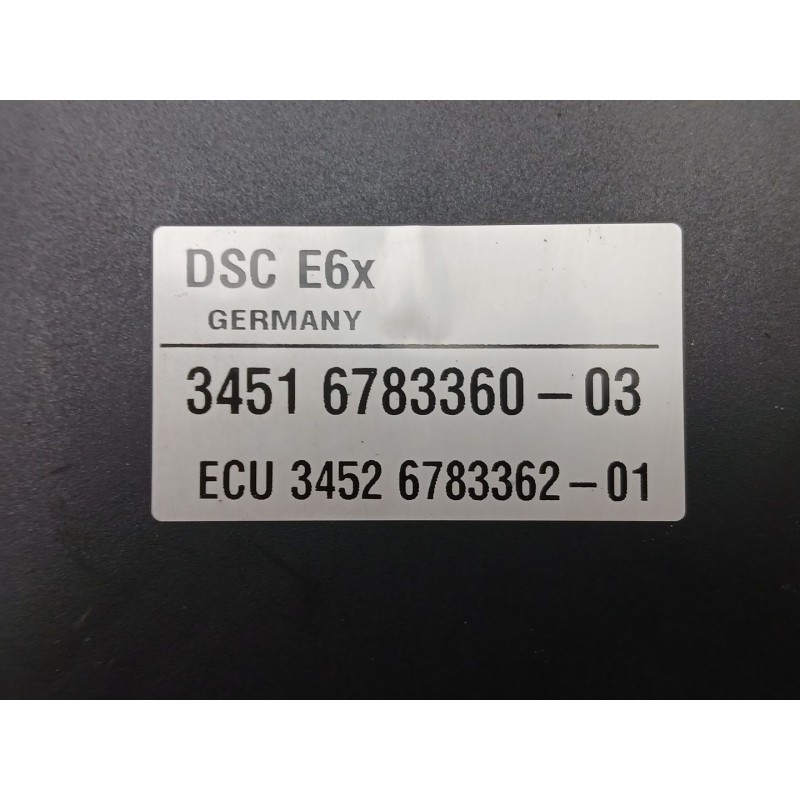 DSC E6x
GERMANY
3451 6783360-03
ECU 3452 6783362-01